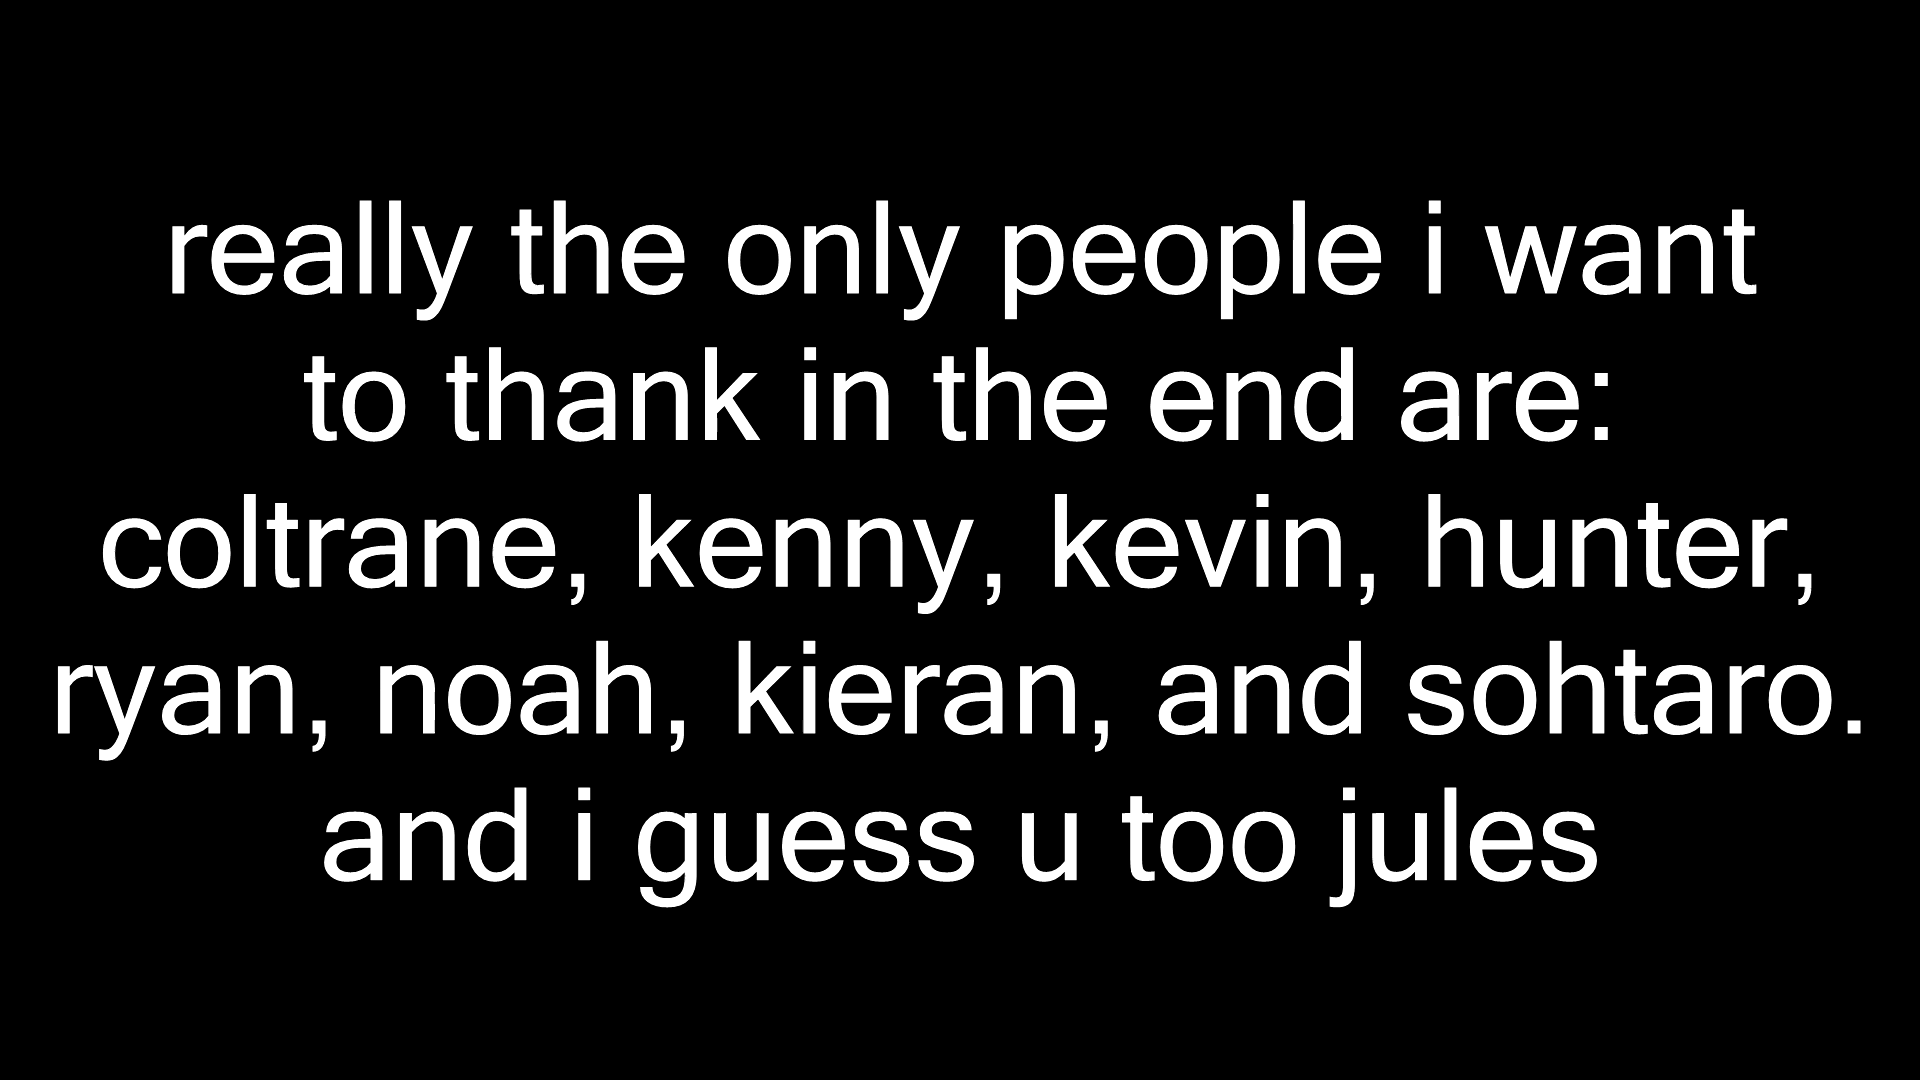 really the only people i want
to thank in the end are:
coltrane, kenny, kevin, hunter,
ryan, noah, kieran, and sohtaro.
and i guess u too jules